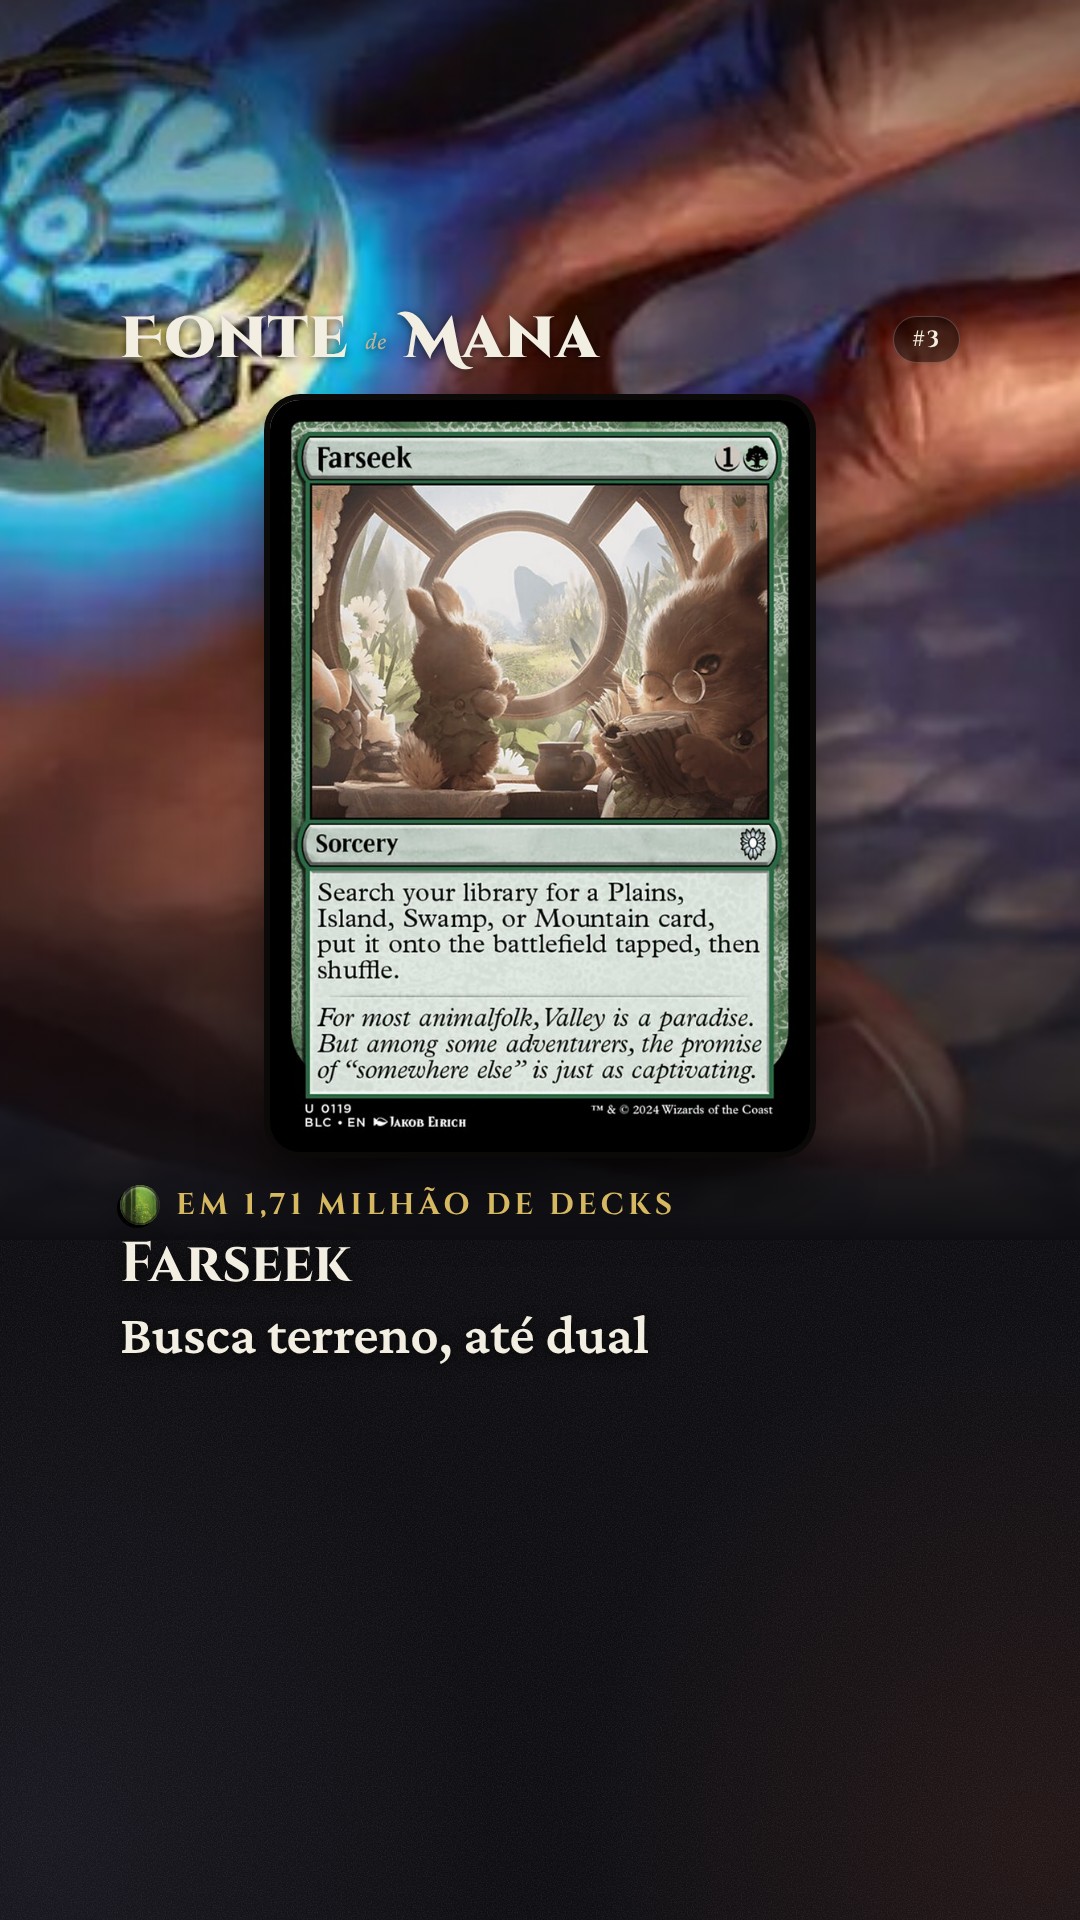 Fonte de Mana
#3
Farseek
1
Sorcery
Search your library for a Plains,
Island, Swamp, or Mountain card,
put it onto the battlefield tapped, then
shuffle.
For most animalfolk, Valley is a paradise.
But among some adventurers, the promise
of “somewhere else” is just as captivating.
U 0119
BLC • EN Jakob Eirich
™ & © 2024 Wizards of the Coast
EM 1,71 MILHÃO DE DECKS
Farseek
Busca terreno, até dual